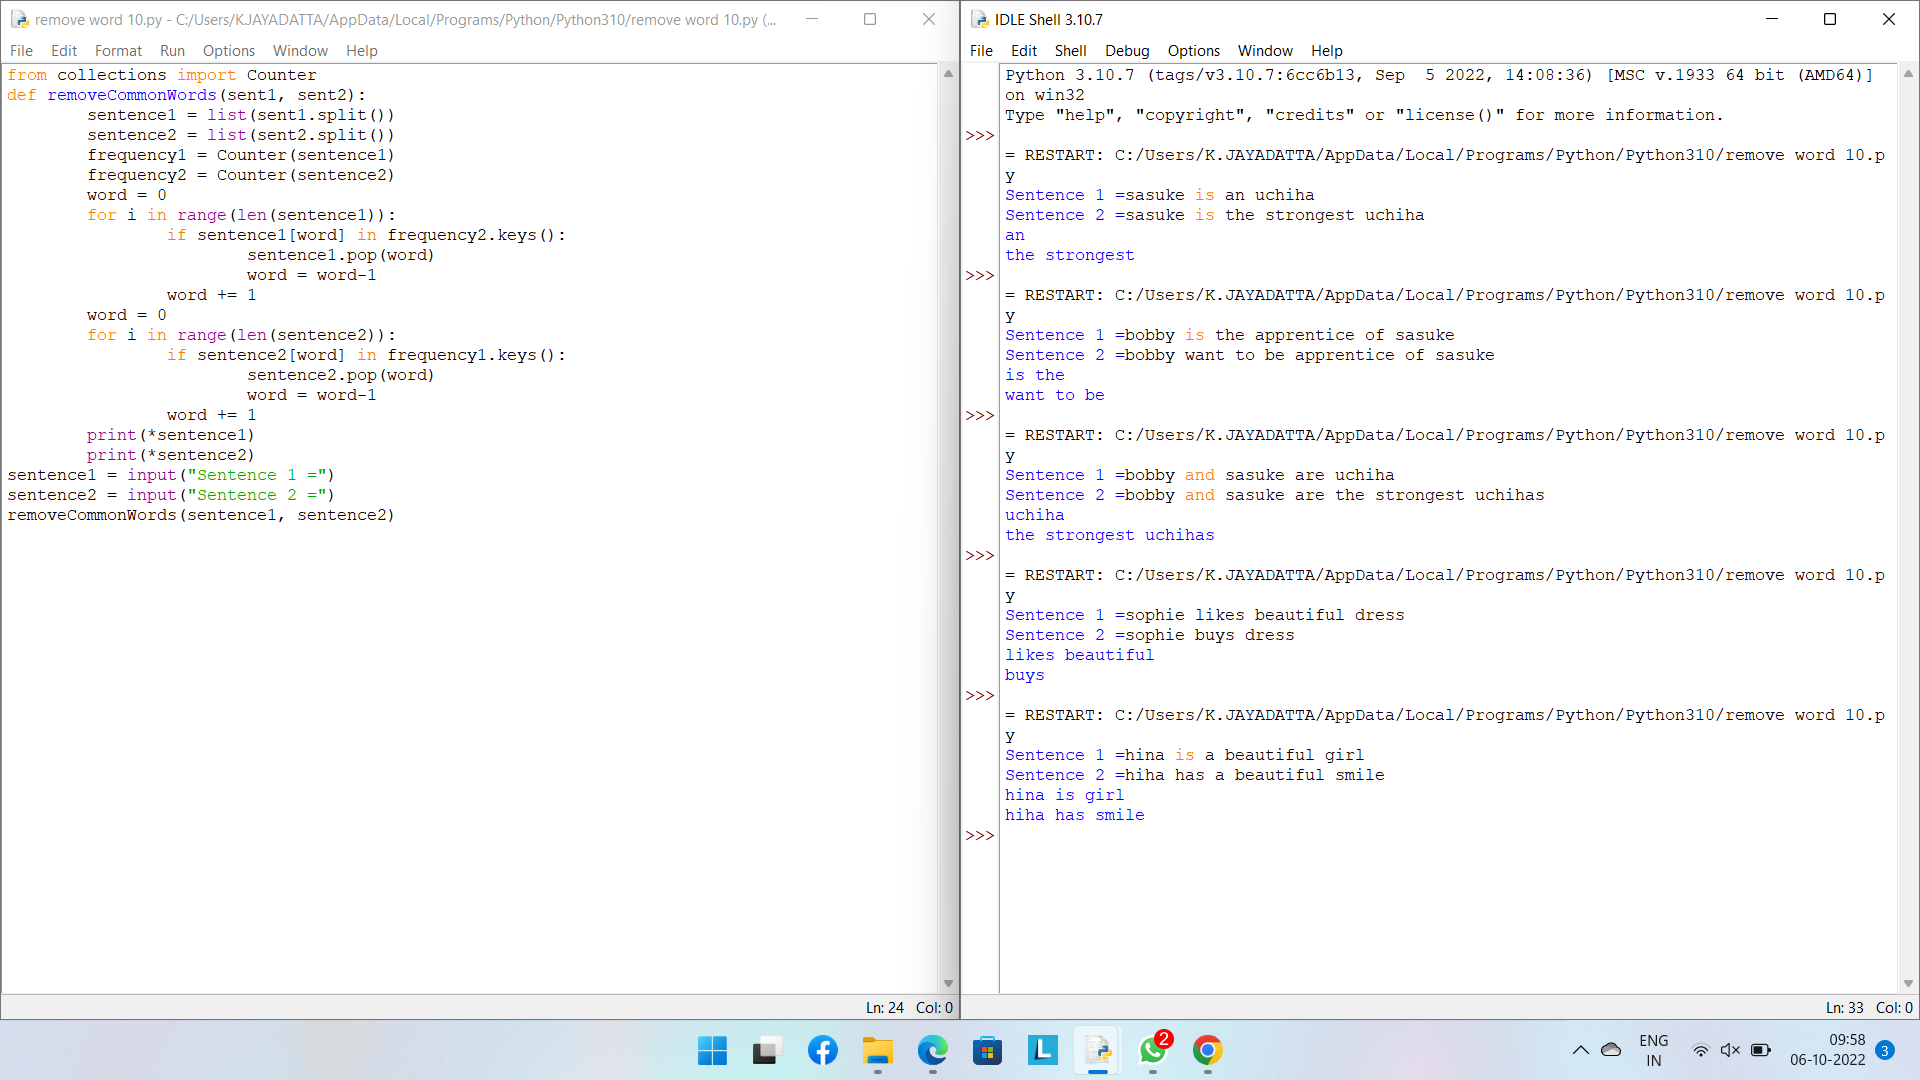 remove word 10.py - C:/Users/K.JAYADATTA/AppData/Local/Programs/Python/Python310/remove word 10.py (...
File Edit Format Run Options Window Help
from collections import Counter
def removeCommonWords(sent1, sent2):
        sentence1 = list(sent1.split())
        sentence2 = list(sent2.split())
        frequency1 = Counter(sentence1)
        frequency2 = Counter(sentence2)
        word = 0
        for i in range(len(sentence1)):
                if sentence1[word] in frequency2.keys():
                        sentence1.pop(word)
                        word = word-1
                word += 1
        word = 0
        for i in range(len(sentence2)):
                if sentence2[word] in frequency1.keys():
                        sentence2.pop(word)
                        word = word-1
                word += 1
        print(*sentence1)
        print(*sentence2)
sentence1 = input("Sentence 1 =")
sentence2 = input("Sentence 2 =")
removeCommonWords(sentence1, sentence2)
Ln: 24 Col: 0
IDLE Shell 3.10.7
File Edit Shell Debug Options Window Help
Python 3.10.7 (tags/v3.10.7:6cc6b13, Sep  5 2022, 14:08:36) [MSC v.1933 64 bit (AMD64)]
on win32
Type "help", "copyright", "credits" or "license()" for more information.
>>>
= RESTART: C:/Users/K.JAYADATTA/AppData/Local/Programs/Python/Python310/remove word 10.p
y
Sentence 1 =sasuke is an uchiha
Sentence 2 =sasuke is the strongest uchiha
an
the strongest
>>>
= RESTART: C:/Users/K.JAYADATTA/AppData/Local/Programs/Python/Python310/remove word 10.p
y
Sentence 1 =bobby is the apprentice of sasuke
Sentence 2 =bobby want to be apprentice of sasuke
is the
want to be
>>>
= RESTART: C:/Users/K.JAYADATTA/AppData/Local/Programs/Python/Python310/remove word 10.p
y
Sentence 1 =bobby and sasuke are uchiha
Sentence 2 =bobby and sasuke are the strongest uchihas
uchiha
the strongest uchihas
>>>
= RESTART: C:/Users/K.JAYADATTA/AppData/Local/Programs/Python/Python310/remove word 10.p
y
Sentence 1 =sophie likes beautiful dress
Sentence 2 =sophie buys dress
likes beautiful
buys
>>>
= RESTART: C:/Users/K.JAYADATTA/AppData/Local/Programs/Python/Python310/remove word 10.p
y
Sentence 1 =hina is a beautiful girl
Sentence 2 =hiha has a beautiful smile
hina is girl
hiha has smile
>>>
Ln: 33 Col: 0
L
2
ENG
IN
09:58
06-10-2022
3